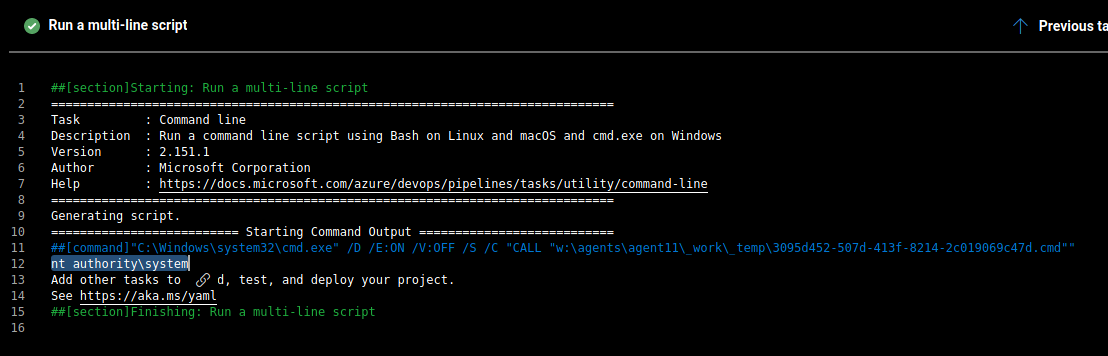 Run a multi-line script
Previous ta
1 ##[section]Starting: Run a multi-line script
2 ==============================================================================
3 Task         : Command line
4 Description  : Run a command line script using Bash on Linux and macOS and cmd.exe on Windows
5 Version      : 2.151.1
6 Author       : Microsoft Corporation
7 Help         : https://docs.microsoft.com/azure/devops/pipelines/tasks/utility/command-line
8 ==============================================================================
9 Generating script.
10 ========================== Starting Command Output ===========================
11 ##[command]"C:\Windows\system32\cmd.exe" /D /E:ON /V:OFF /S /C "CALL "w:\agents\agent11\_work\_temp\3095d452-507d-413f-8214-2c019069c47d.cmd""
12 nt authority\system
13 Add other tasks to d, test, and deploy your project.
14 See https://aka.ms/yaml
15 ##[section]Finishing: Run a multi-line script
16